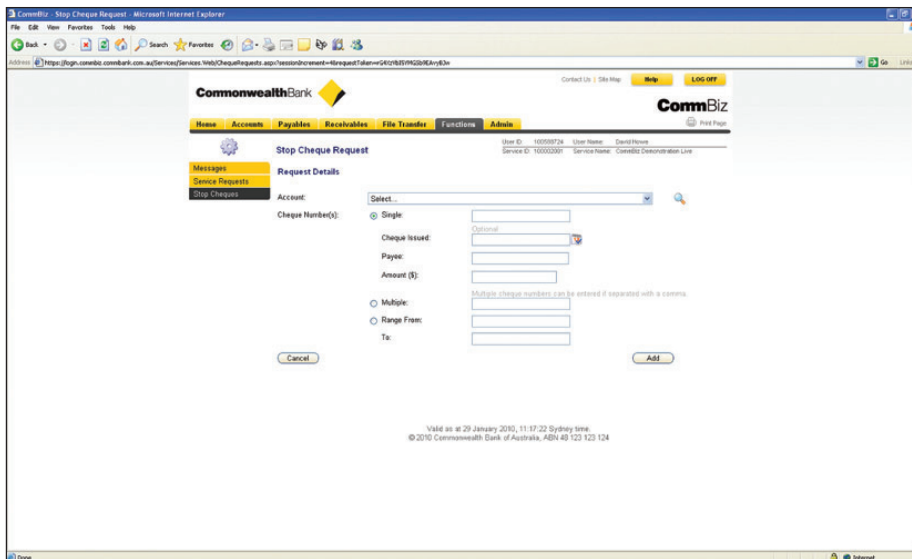 CommBiz - Stop Cheque Request - Microsoft Internet Explorer
File Edit View Favorites Tools Help
Back Search Favorites
Address Go Links
Contact Us | Site Map Help LOG OFF
CommonwealthBank
CommBiz
Home Accounts Payables Receivables File Transfer Functions Admin Print Page
User ID: 100588724 User Name: David Howe
Service ID: 100002001 Service Name: CommBiz Demonstration Live
Stop Cheque Request
Messages
Service Requests
Stop Cheques
Request Details
Account: Select...
Cheque Number(s): Single:
Optional
Cheque Issued:
Payee:
Amount ($):
Multiple cheque numbers can be entered if separated with a comma.
Multiple:
Range From:
To:
Cancel Add
Valid as at 29 January 2010, 11:17:22 Sydney time.
© 2010 Commonwealth Bank of Australia, ABN 48 123 123 124
Done Internet